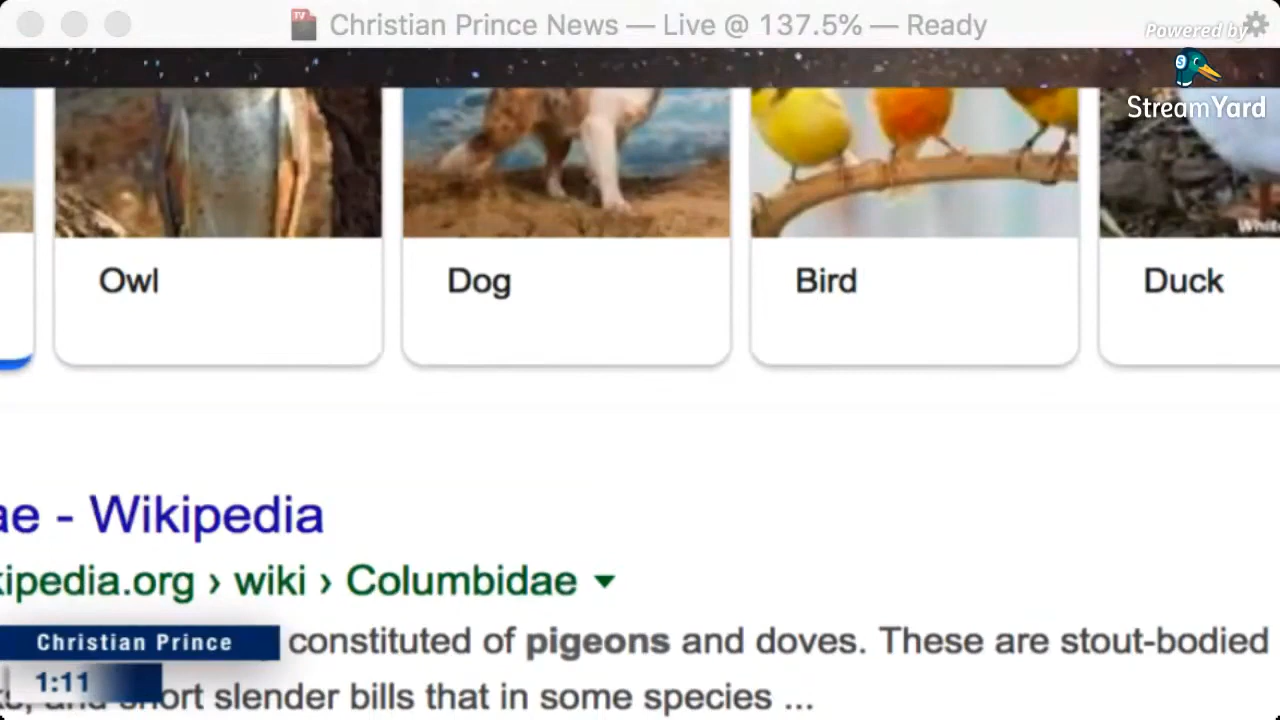 Christian Prince News — Live @ 137.5% — Ready
Powered by
StreamYard
Owl
Dog
Bird
Duck
ae - Wikipedia
kipedia.org › wiki › Columbidae
Christian Prince
constituted of pigeons and doves. These are stout-bodied
1:11
short slender bills that in some species ...